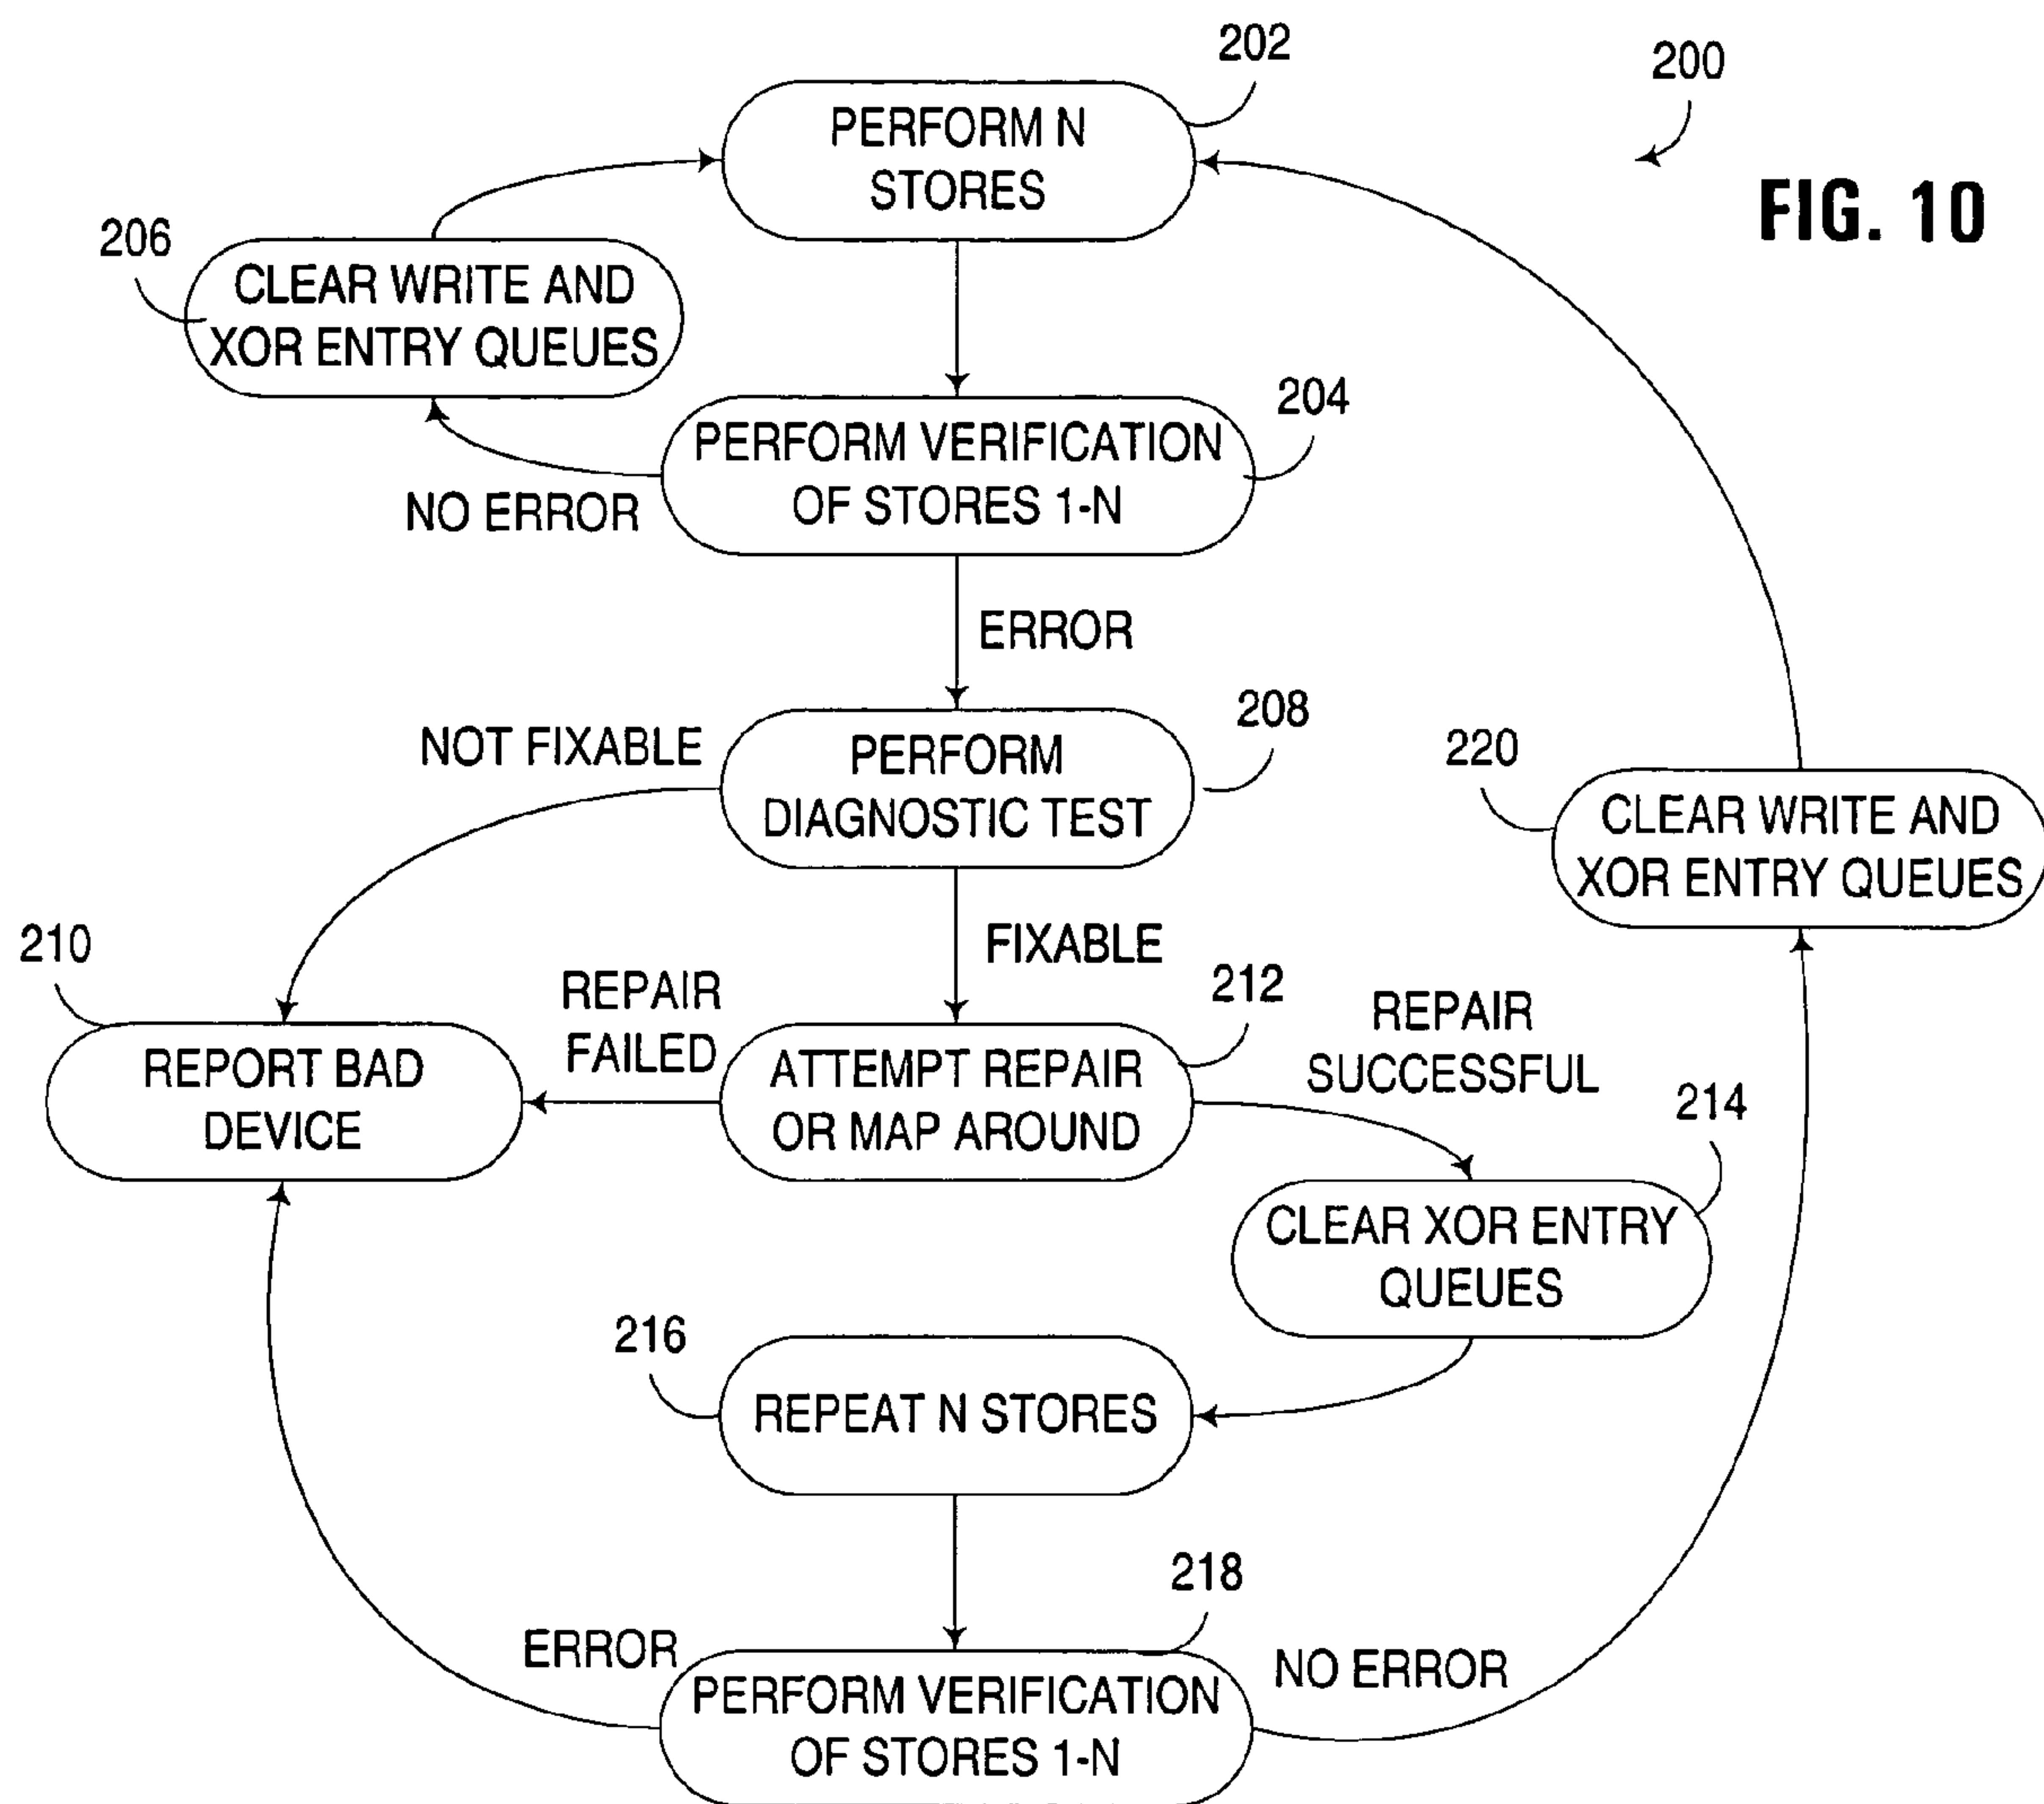 202
200
PERFORM N
STORES
FIG. 10
206
CLEAR WRITE AND
XOR ENTRY QUEUES
204
PERFORM VERIFICATION
OF STORES 1-N
NO ERROR
ERROR
208
NOT FIXABLE
PERFORM
DIAGNOSTIC TEST
220
CLEAR WRITE AND
XOR ENTRY QUEUES
FIXABLE
210
REPAIR
FAILED
212
REPAIR
SUCCESSFUL
REPORT BAD
DEVICE
ATTEMPT REPAIR
OR MAP AROUND
214
CLEAR XOR ENTRY
QUEUES
216
REPEAT N STORES
218
ERROR
NO ERROR
PERFORM VERIFICATION
OF STORES 1-N